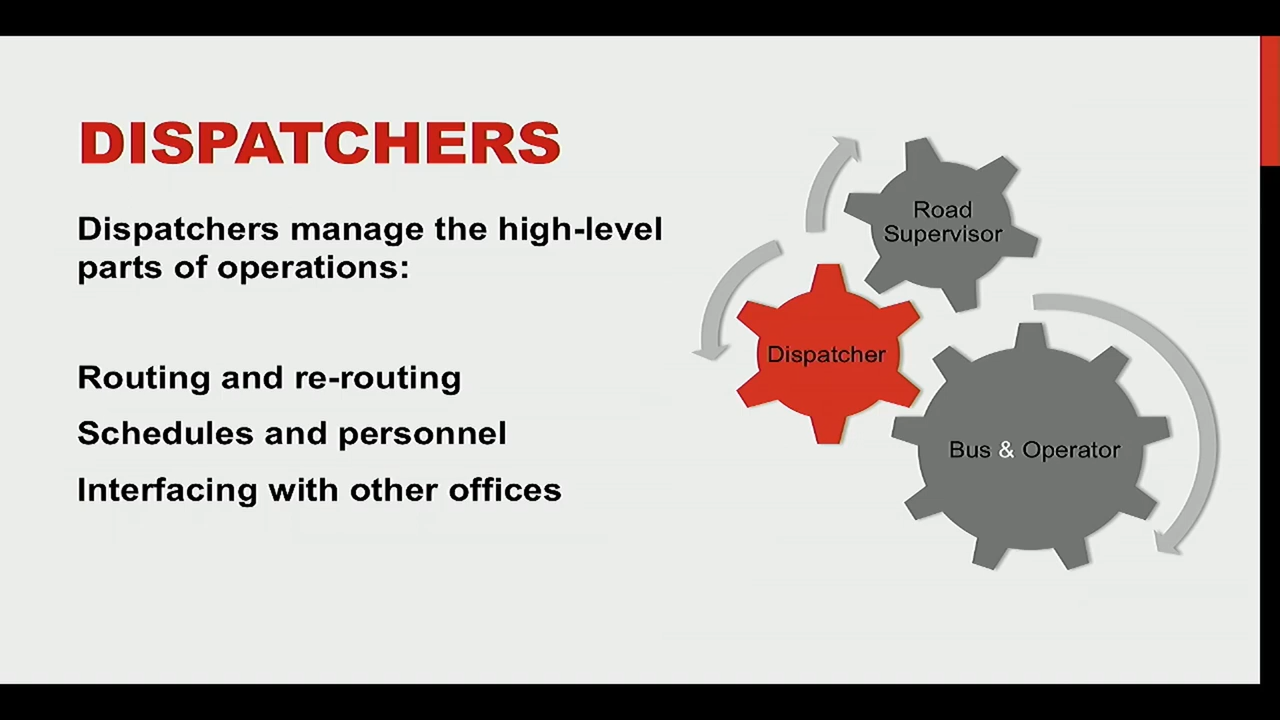 DISPATCHERS
Dispatchers manage the high-level
parts of operations:
Routing and re-routing
Schedules and personnel
Interfacing with other offices
Road
Supervisor
Dispatcher
Bus & Operator